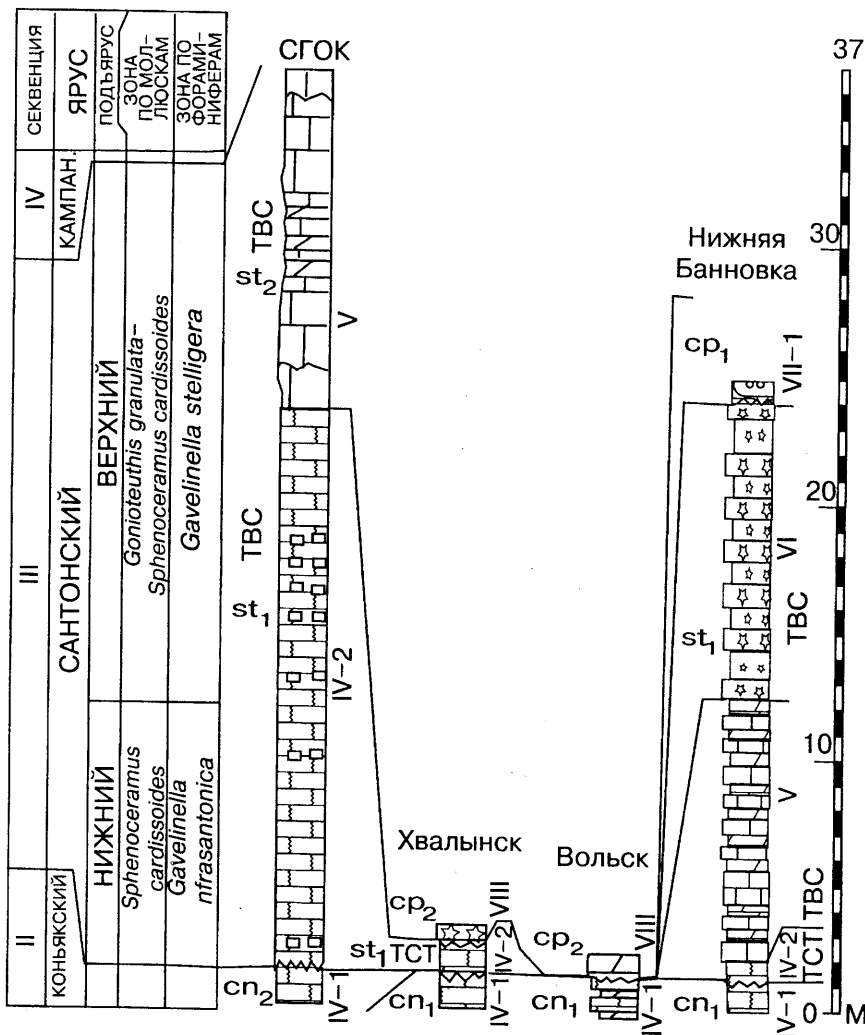 СЕКВЕНЦИЯ
ЯРУС
ПОДЪЯРУС
ЗОНА
ПО МОЛ-
ЛЮСКАМ
ЗОНА ПО
ФОРАМИ-
НИФЕРАМ
IV
КАМПАН.
III
САНТОНСКИЙ
ВЕРХНИЙ
Gonioteuthis granulata–
Sphenoceramus cardissoides
Gavelinella stelligera
НИЖНИЙ
Sphenoceramus
cardissoides
Gavelinella
nfrasantonica
II
КОНЬЯКСКИЙ
СГОК
ТВС
st2
V
ТВС
st1
IV–2
cn2
IV–1
Хвалынск
cp2
VIII
st1 ТСТ
IV–2
cn1
IV–1
Вольск
cp2
VIII
cn1
IV–1
Нижняя
Банновка
cp1
VII–1
VI
st1
ТВС
V
ТВС
IV–2
ТСТ
cn1
V–1
37
30
20
10
0
М